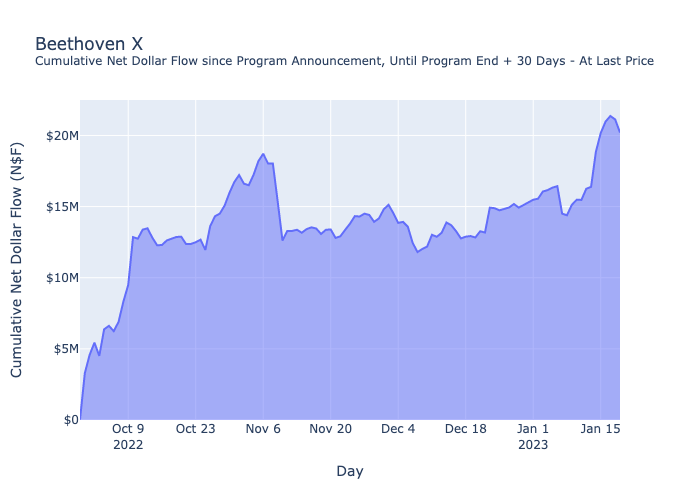 Beethoven X
Cumulative Net Dollar Flow since Program Announcement, Until Program End + 30 Days - At Last Price
Cumulative Net Dollar Flow (N$F)
$20M
$15M
$10M
$5M
$0
Oct 9 Oct 23 Nov 6 Nov 20 Dec 4 Dec 18 Jan 1 Jan 15
2022 2023
Day